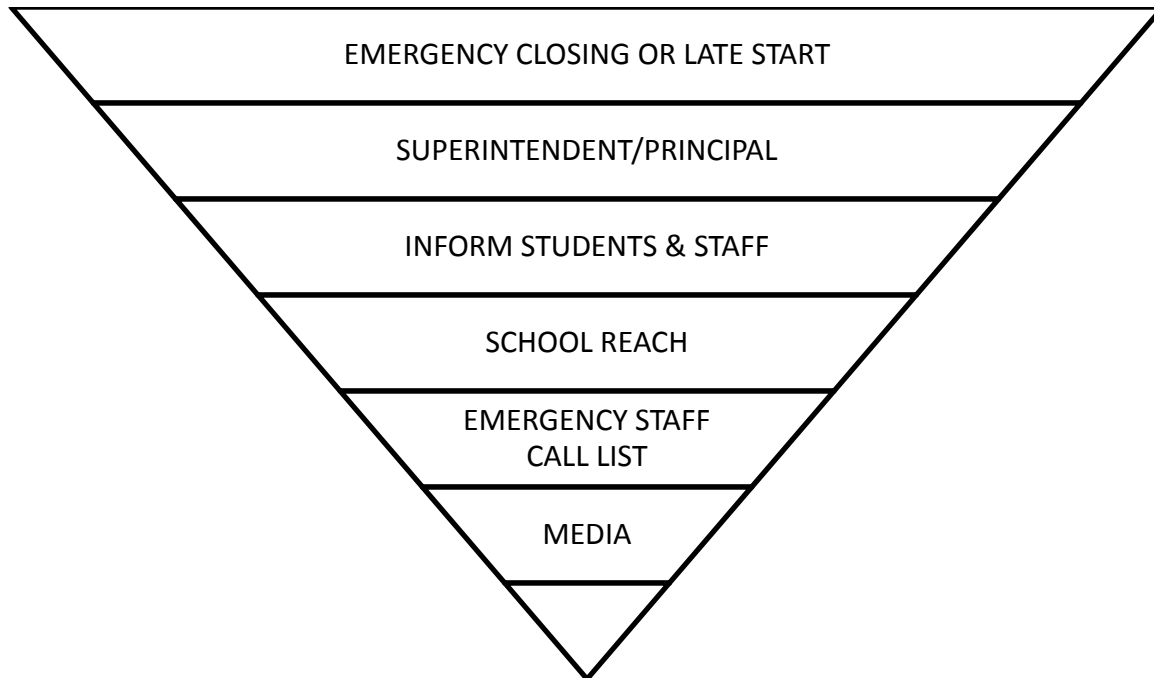 EMERGENCY CLOSING OR LATE START
SUPERINTENDENT/PRINCIPAL
INFORM STUDENTS & STAFF
SCHOOL REACH
EMERGENCY STAFF
CALL LIST
MEDIA